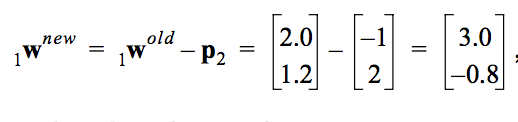 ₁w^new = ₁w^old − p₂ = [2.0 1.2] − [−1 2] = [3.0 −0.8] ,